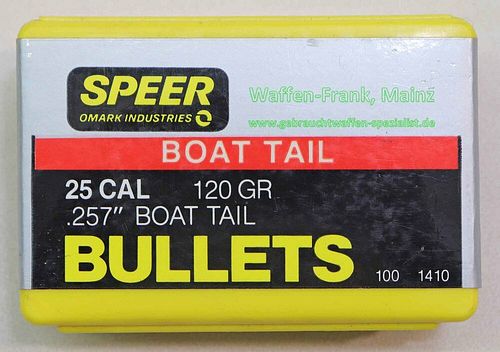 SPEER
OMARK INDUSTRIES
Waffen-Frank, Mainz
www.gebrauchtwaffen-spezialist.de
BOAT TAIL
25 CAL 120 GR
.257” BOAT TAIL
BULLETS 100 1410